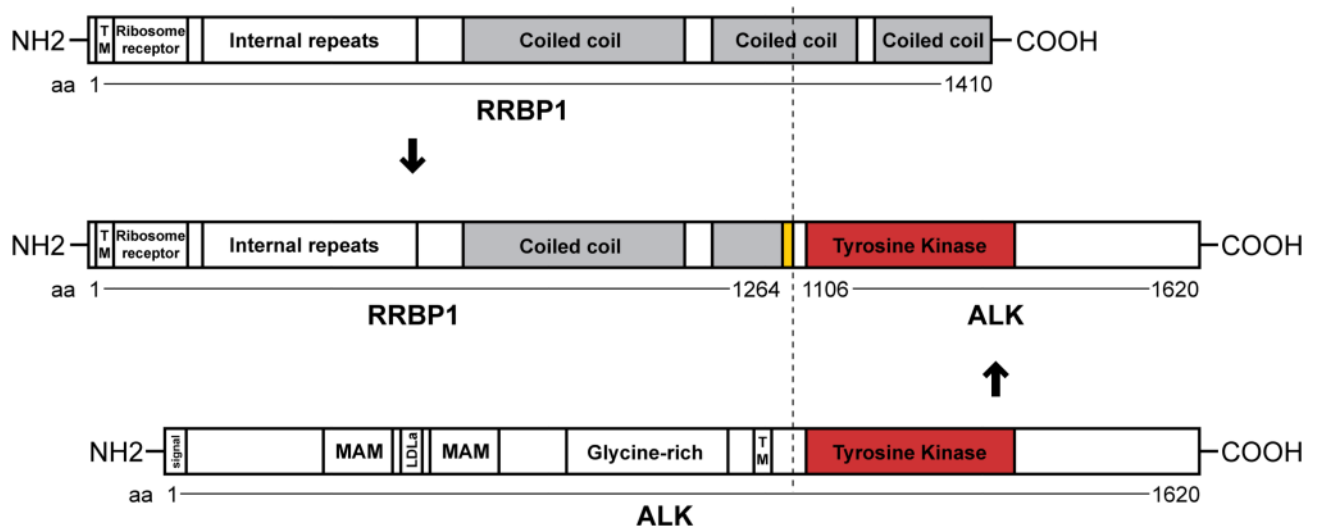 NH2 T M Ribosome receptor Internal repeats Coiled coil Coiled coil Coiled coil COOH
aa 1 1410
RRBP1
NH2 T M Ribosome receptor Internal repeats Coiled coil Tyrosine Kinase COOH
aa 1 1264 1106 1620
RRBP1 ALK
NH2 signal MAM LDLa MAM Glycine-rich T M Tyrosine Kinase COOH
aa 1 1620
ALK